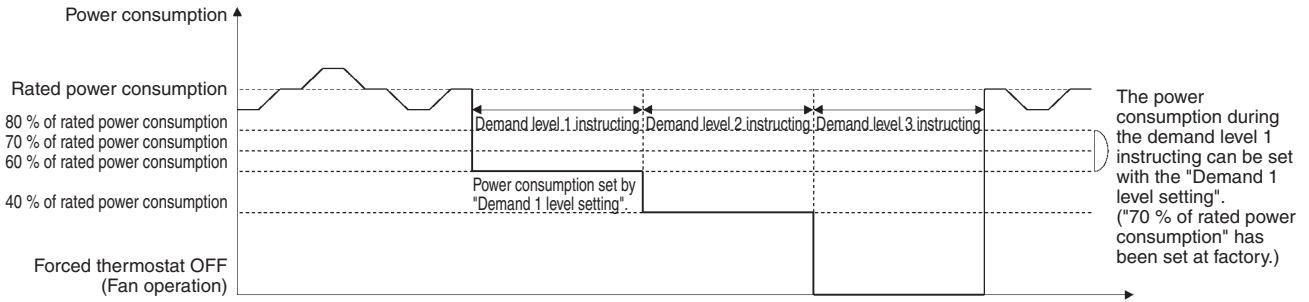 Power consumption
Rated power consumption
80 % of rated power consumption
70 % of rated power consumption
60 % of rated power consumption
40 % of rated power consumption
Forced thermostat OFF
(Fan operation)
Demand level 1 instructing
Demand level 2 instructing
Demand level 3 instructing
Power consumption set by
"Demand 1 level setting".
The power
consumption during
the demand level 1
instructing can be set
with the "Demand 1
level setting".
("70 % of rated power
consumption" has
been set at factory.)